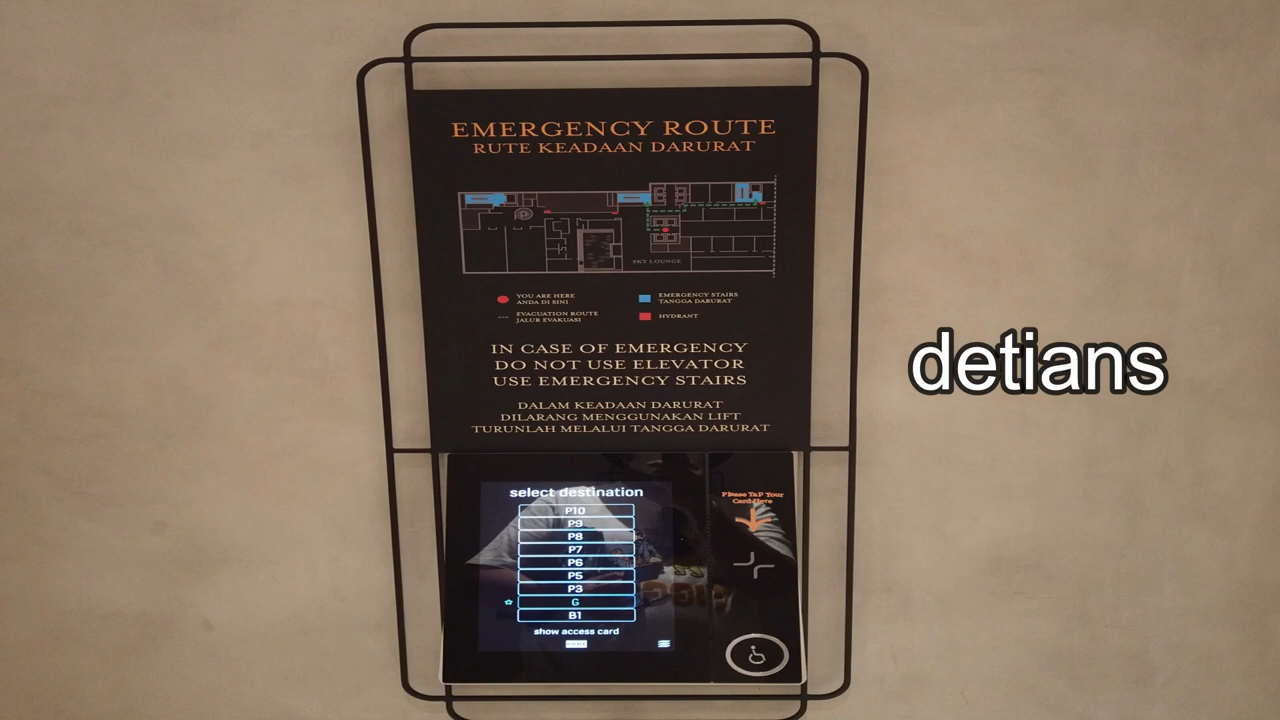 EMERGENCY ROUTE
RUTE KEADAAN DARURAT
SKY LOUNGE
YOU ARE HERE
ANDA DI SINI
EMERGENCY STAIRS
TANGGA DARURAT
EVACUATION ROUTE
JALUR EVAKUASI
HYDRANT
IN CASE OF EMERGENCY
DO NOT USE ELEVATOR
USE EMERGENCY STAIRS
DALAM KEADAAN DARURAT
DILARANG MENGGUNAKAN LIFT
TURUNLAH MELALUI TANGGA DARURAT
detians
select destination
P10
P9
P8
P7
P6
P5
P3
G
B1
show access card
Please TaP Your
Card Here